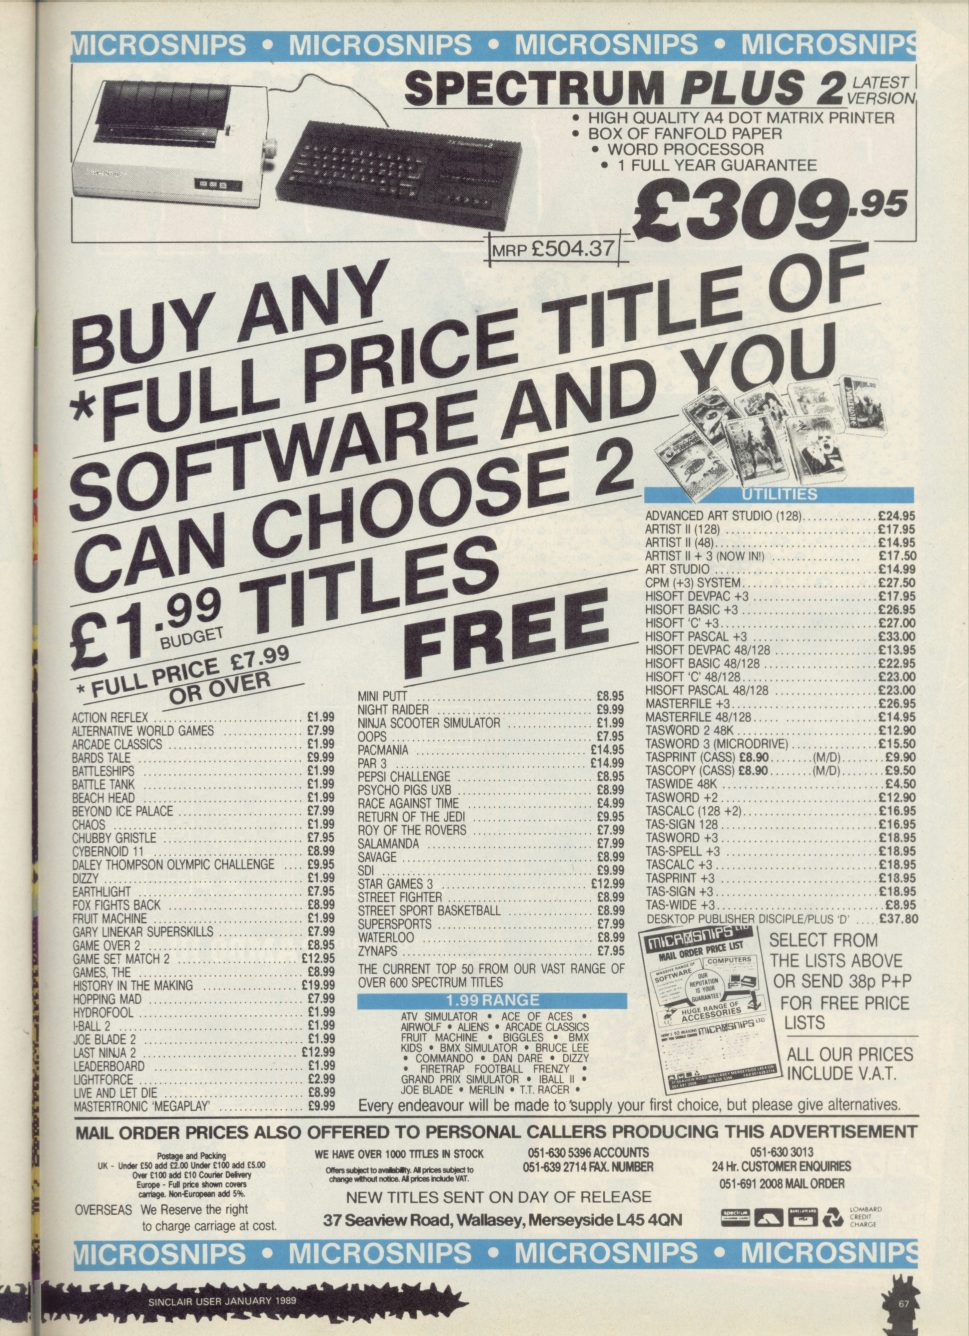 MICROSNIPS • MICROSNIPS • MICROSNIPS • MICROSNIPS
SPECTRUM PLUS 2 LATEST VERSION
• HIGH QUALITY A4 DOT MATRIX PRINTER
• BOX OF FANFOLD PAPER
• WORD PROCESSOR
• 1 FULL YEAR GUARANTEE
£309.95
MRP £504.37
BUY ANY
*FULL PRICE TITLE OF
SOFTWARE AND YOU
CAN CHOOSE 2
£1.99 BUDGET TITLES
FREE
* FULL PRICE £7.99
OR OVER
ACTION REFLEX £1.99
ALTERNATIVE WORLD GAMES £7.99
ARCADE CLASSICS £1.99
BARDS TALE £9.99
BATTLESHIPS £1.99
BATTLE TANK £1.99
BEACH HEAD £1.99
BEYOND ICE PALACE £7.99
CHAOS £1.99
CHUBBY GRISTLE £7.95
CYBERNOID 11 £8.99
DALEY THOMPSON OLYMPIC CHALLENGE £9.95
DIZZY £1.99
EARTHLIGHT £7.95
FOX FIGHTS BACK £8.99
FRUIT MACHINE £1.99
GARY LINEKAR SUPERSKILLS £7.99
GAME OVER 2 £8.95
GAME SET MATCH 2 £12.95
GAMES, THE £8.99
HISTORY IN THE MAKING £19.99
HOPPING MAD £7.99
HYDROFOOL £1.99
I-BALL 2 £1.99
JOE BLADE 2 £1.99
LAST NINJA 2 £12.99
LEADERBOARD £1.99
LIGHTFORCE £2.99
LIVE AND LET DIE £8.99
MASTERTRONIC 'MEGAPLAY' £9.99
MINI PUTT £8.95
NIGHT RAIDER £9.99
NINJA SCOOTER SIMULATOR £1.99
OOPS £7.95
PACMANIA £14.95
PAR 3 £14.99
PEPSI CHALLENGE £8.95
PSYCHO PIGS UXB £8.99
RACE AGAINST TIME £4.99
RETURN OF THE JEDI £9.95
ROY OF THE ROVERS £7.99
SALAMANDA £7.99
SAVAGE £8.99
SDI £9.99
STAR GAMES 3 £12.99
STREET FIGHTER £8.99
STREET SPORT BASKETBALL £8.99
SUPERSPORTS £7.99
WATERLOO £8.99
ZYNAPS £7.95
THE CURRENT TOP 50 FROM OUR VAST RANGE OF
OVER 600 SPECTRUM TITLES
1.99 RANGE
ATV SIMULATOR • ACE OF ACES •
AIRWOLF • ALIENS • ARCADE CLASSICS
FRUIT MACHINE • BIGGLES • BMX
KIDS • BMX SIMULATOR • BRUCE LEE
• COMMANDO • DAN DARE • DIZZY
• FIRETRAP FOOTBALL FRENZY •
GRAND PRIX SIMULATOR • IBALL II •
JOE BLADE • MERLIN • T.T. RACER •
UTILITIES
ADVANCED ART STUDIO (128) £24.95
ARTIST II (128) £17.95
ARTIST II (48) £14.95
ARTIST II + 3 (NOW IN!) £17.50
ART STUDIO £14.99
CPM (+3) SYSTEM £27.50
HISOFT DEVPAC +3 £17.95
HISOFT BASIC +3 £26.95
HISOFT 'C' +3 £27.00
HISOFT PASCAL +3 £33.00
HISOFT DEVPAC 48/128 £13.95
HISOFT BASIC 48/128 £22.95
HISOFT 'C' 48/128 £23.00
HISOFT PASCAL 48/128 £23.00
MASTERFILE +3 £26.95
MASTERFILE 48/128 £14.95
TASWORD 2 48K £12.90
TASWORD 3 (MICRODRIVE) £15.50
TASPRINT (CASS) £8.90 (M/D) £9.90
TASCOPY (CASS) £8.90 (M/D) £9.50
TASWIDE 48K £4.50
TASWORD +2 £12.90
TASCALC (128 +2) £16.95
TAS-SIGN 128 £16.95
TASWORD +3 £18.95
TAS-SPELL +3 £18.95
TASCALC +3 £18.95
TASPRINT +3 £18.95
TAS-SIGN +3 £18.95
TAS-WIDE +3 £8.95
DESKTOP PUBLISHER DISCIPLE/PLUS 'D' £37.80
MICROSNIPS LTD
MAIL ORDER PRICE LIST
MASSIVE RANGE OF
SOFTWARE
COMPUTERS
OUR
REPUTATION
IS YOUR
GUARANTEE!
HUGE RANGE OF
ACCESSORIES
MICROSNIPS LTD
SELECT FROM
THE LISTS ABOVE
OR SEND 38p P+P
FOR FREE PRICE
LISTS
ALL OUR PRICES
INCLUDE V.A.T.
Every endeavour will be made to supply your first choice, but please give alternatives.
MAIL ORDER PRICES ALSO OFFERED TO PERSONAL CALLERS PRODUCING THIS ADVERTISEMENT
Postage and Packing
UK - Under £50 add £2.00 Under £100 add £5.00
Over £100 add £10 Courier Delivery
Europe - Full price shown covers
carriage. Non-European add 5%.
OVERSEAS We Reserve the right
to charge carriage at cost.
WE HAVE OVER 1000 TITLES IN STOCK
Offers subject to availability. All prices subject to
change without notice. All prices include VAT.
051-630 5396 ACCOUNTS
051-639 2714 FAX. NUMBER
051-630 3013
24 Hr. CUSTOMER ENQUIRIES
051-691 2008 MAIL ORDER
NEW TITLES SENT ON DAY OF RELEASE
37 Seaview Road, Wallasey, Merseyside L45 4QN
LOMBARD
CREDIT
CHARGE
MICROSNIPS • MICROSNIPS • MICROSNIPS • MICROSNIPS
SINCLAIR USER JANUARY 1989
67